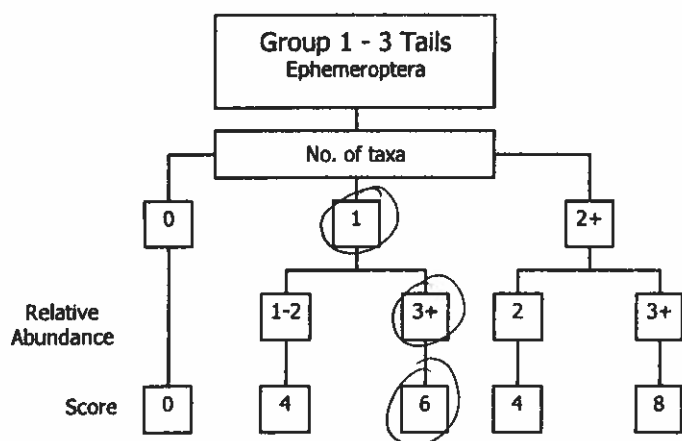 Group 1 - 3 Tails
Ephemeroptera
No. of taxa
0 1 2+
Relative
Abundance
1-2 3+ 2 3+
Score 0 4 6 4 8